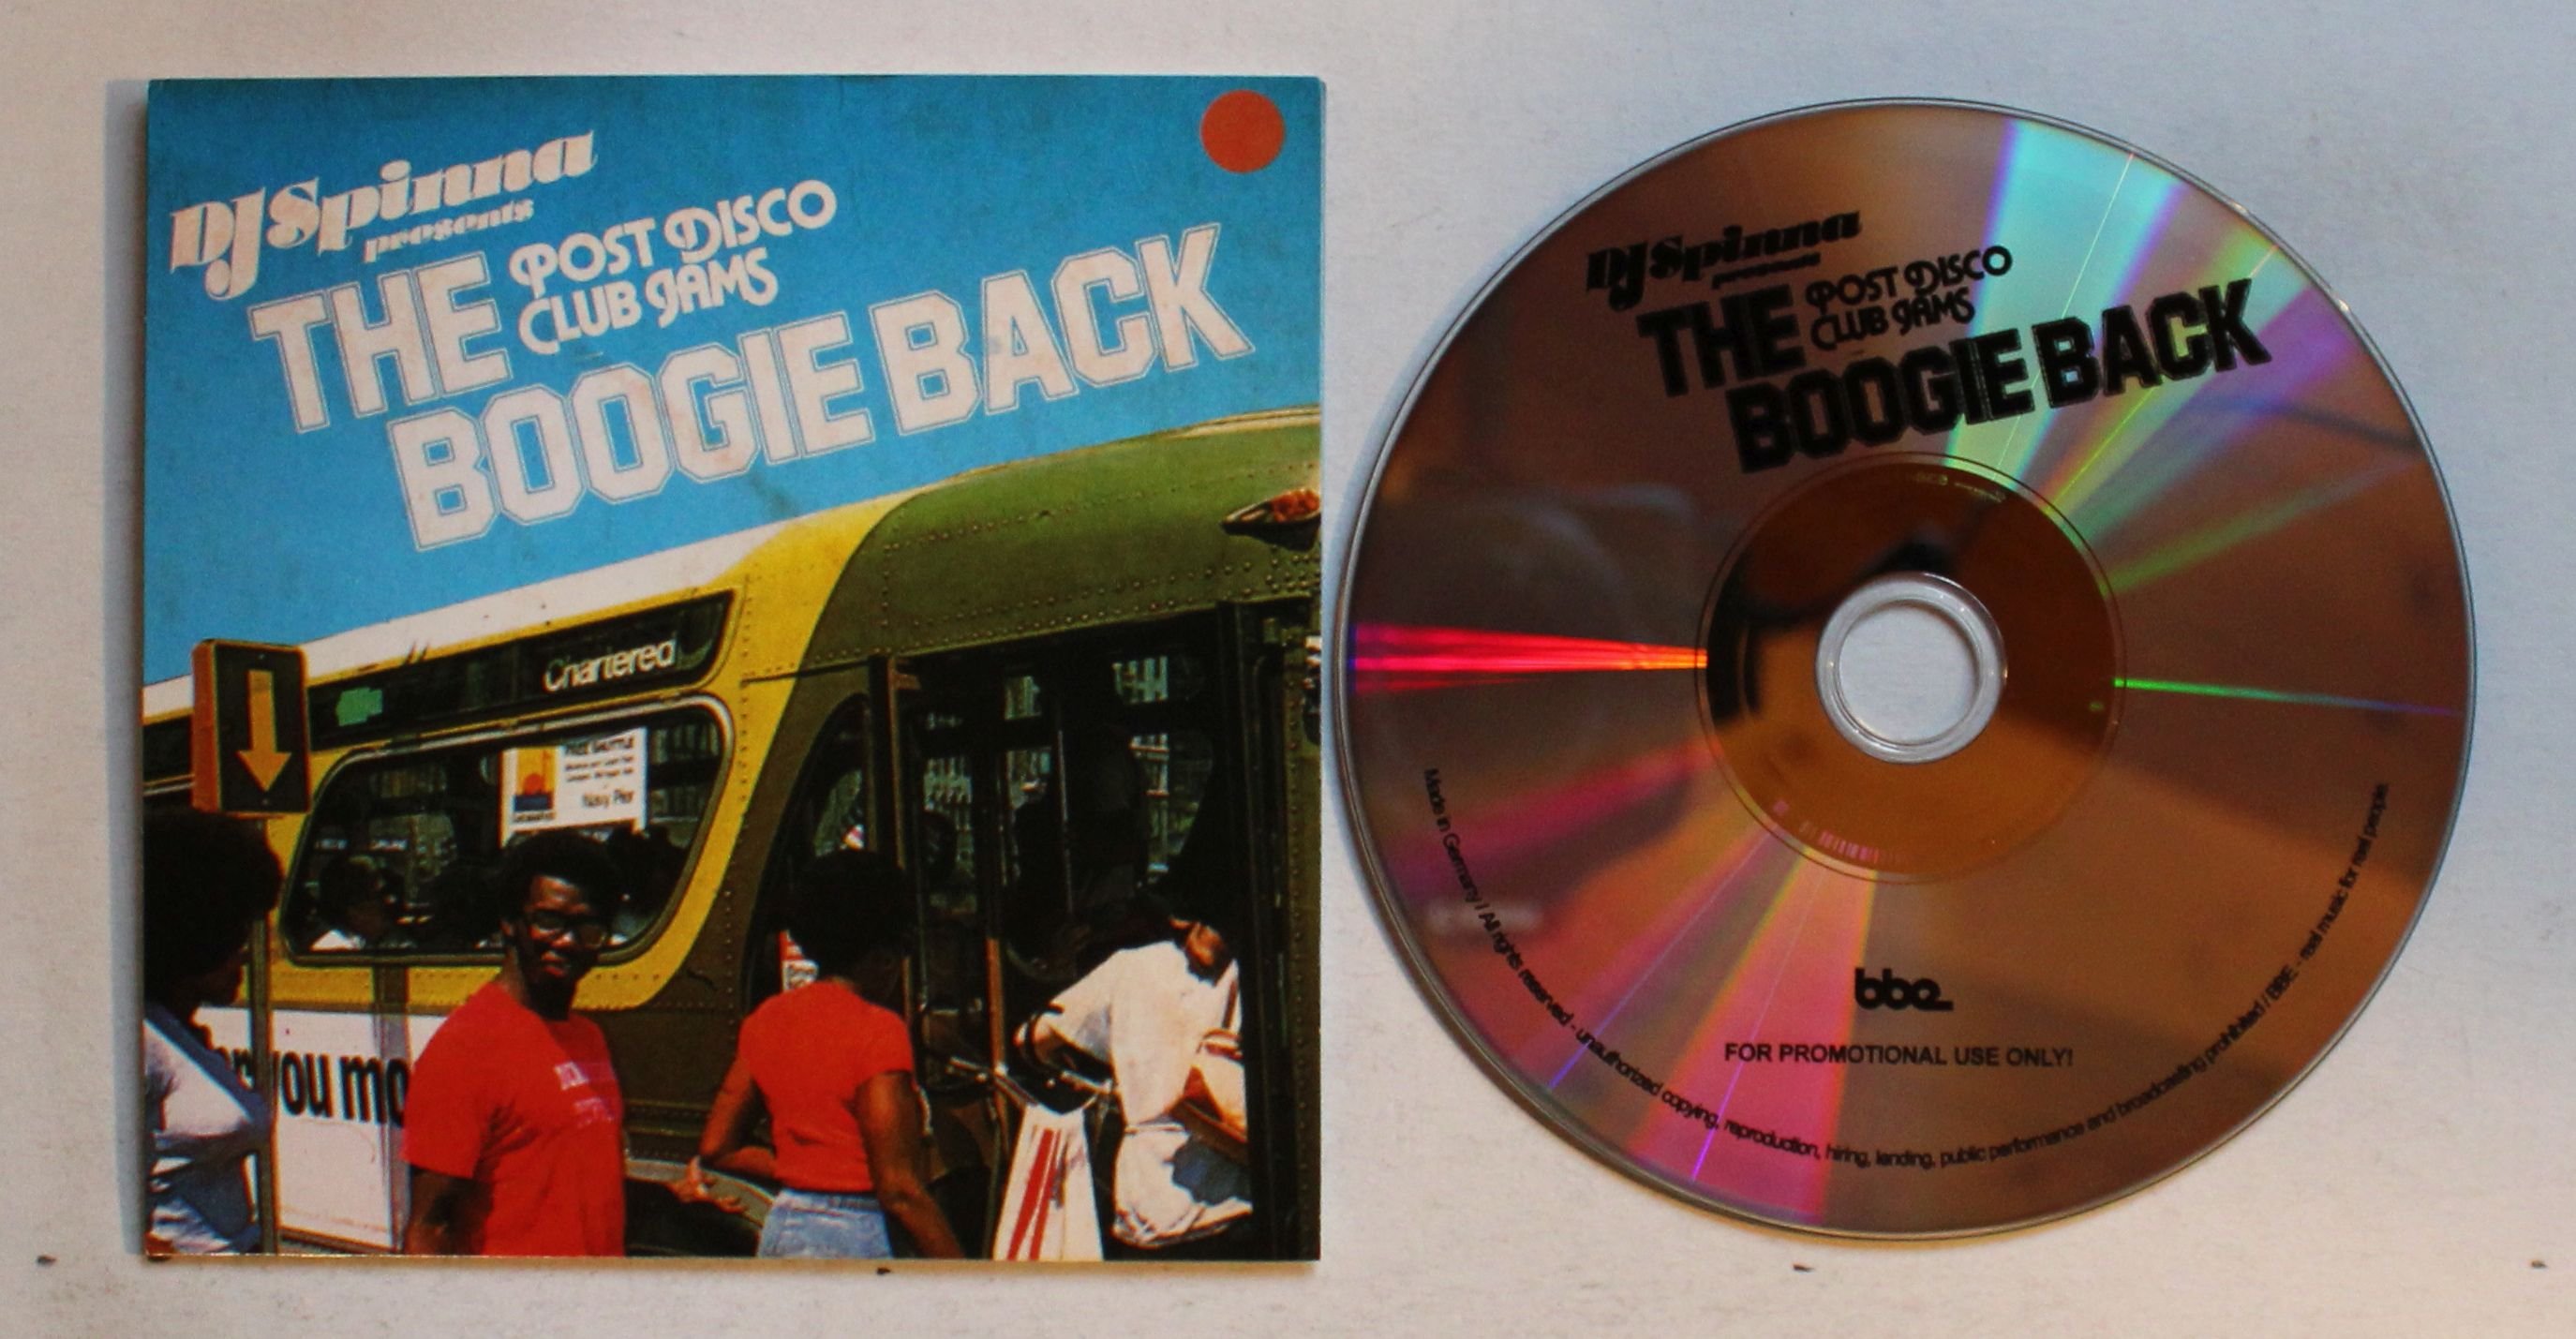 DJ Spinna
presents
THE
POST DISCO
CLUB JAMS
BOOGIE BACK
Chartered
FREE SHUTTLE
Navy Pier
you mo
DJ Spinna
presents
THE
POST DISCO
CLUB JAMS
BOOGIE BACK
bbe
FOR PROMOTIONAL USE ONLY!
Made in Germany / All rights reserved - unauthorized copying, reproduction, hiring, lending, public performance and broadcasting prohibited / BBE - real music for real people.